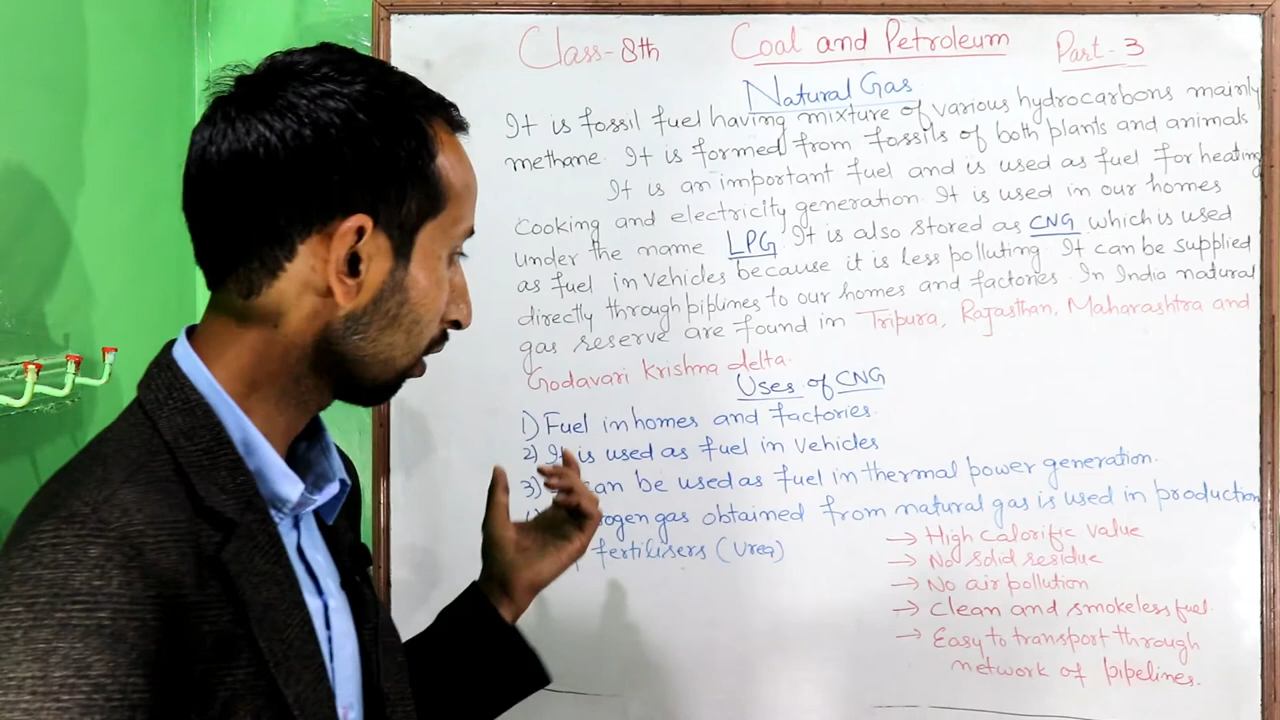 Class-8th Coal and Petroleum Part-3
Natural Gas
It is fossil fuel having mixture of various hydrocarbons mainly
methane. It is formed from fossils of both plants and animals
It is an important fuel and is used as fuel for heating
Cooking and electricity generation. It is used in our homes
under the name LPG. It is also stored as CNG which is used
as fuel in vehicles because it is less polluting. It can be supplied
directly through piplines to our homes and factories. In India natural
gas reserve are found in Tripura, Rajasthan, Maharashtra and
Godavari Krishma delta.
Uses of CNG
1) Fuel in homes and factories.
2) It is used as fuel in Vehicles
3) can be used as fuel in thermal power generation.
gas obtained from natural gas is used in production
fertilisers (Urea)
→ High calorific value
→ No solid residue
→ No air pollution
→ Clean and smokeless fuel.
→ Easy to transport through
network of pipelines.